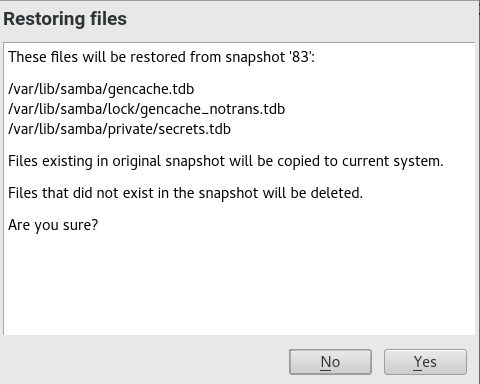 Restoring files
These files will be restored from snapshot '83':
/var/lib/samba/gencache.tdb
/var/lib/samba/lock/gencache_notrans.tdb
/var/lib/samba/private/secrets.tdb
Files existing in original snapshot will be copied to current system.
Files that did not exist in the snapshot will be deleted.
Are you sure?
No Yes